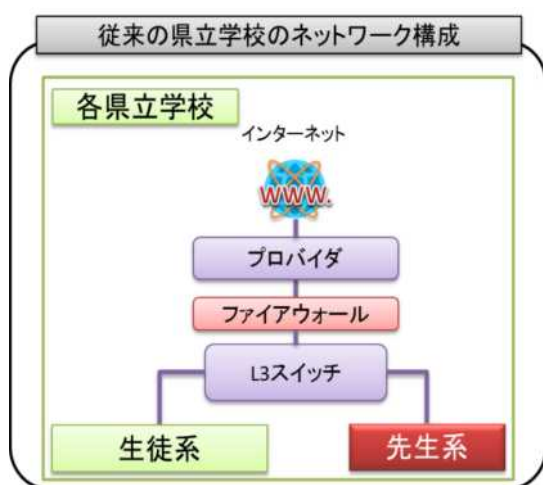 従来の県立学校のネットワーク構成
各県立学校
インターネット
WWW.
プロバイダ
ファイアウォール
L3スイッチ
生徒系
先生系